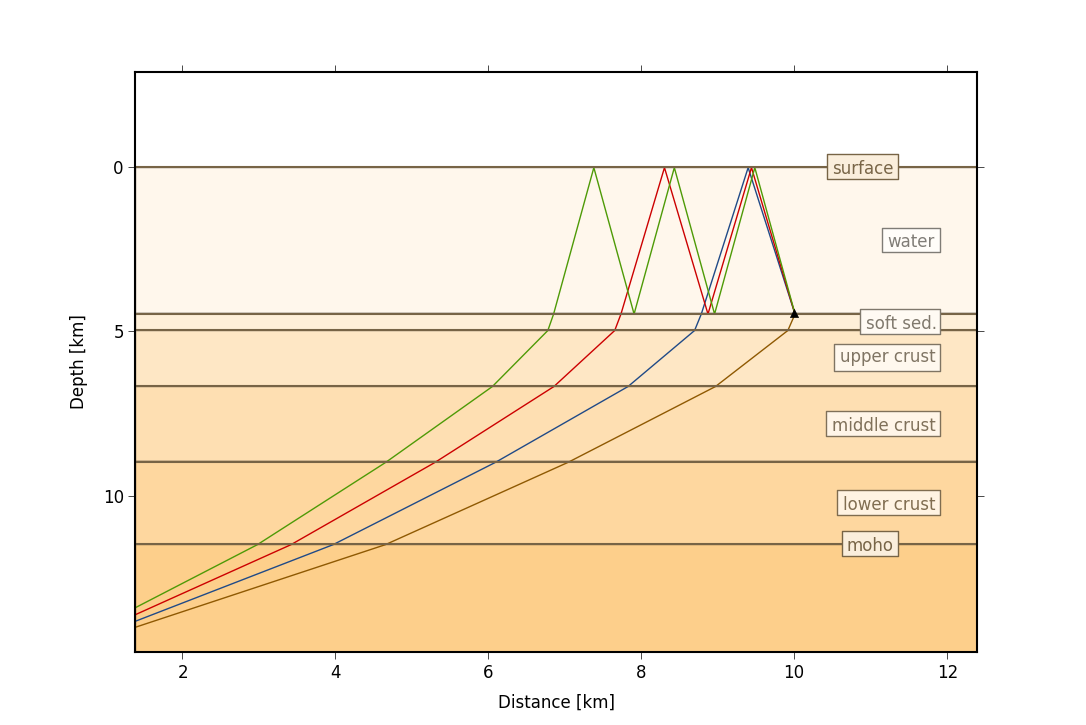 0
surface
water
soft sed.
5
upper crust
middle crust
10
lower crust
moho
Depth [km]
2
4
6
8
10
12
Distance [km]